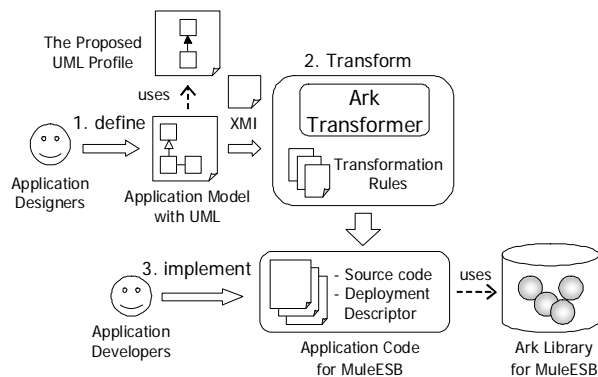 The Proposed
UML Profile
uses
2. Transform
Ark
Transformer
Transformation
Rules
1. define
XMI
Application
Designers
Application Model
with UML
3. implement
- Source code
- Deployment
Descriptor
uses
Application
Developers
Application Code
for MuleESB
Ark Library
for MuleESB